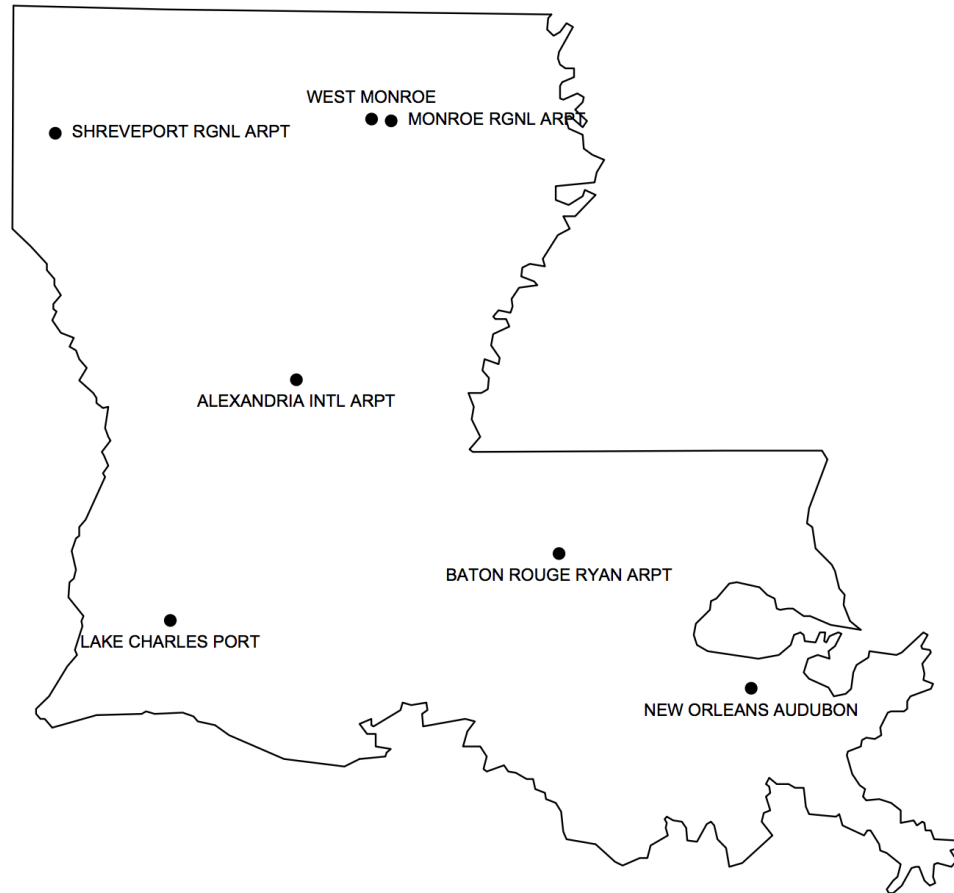 WEST MONROE
MONROE RGNL ARPT
SHREVEPORT RGNL ARPT
ALEXANDRIA INTL ARPT
BATON ROUGE RYAN ARPT
LAKE CHARLES PORT
NEW ORLEANS AUDUBON